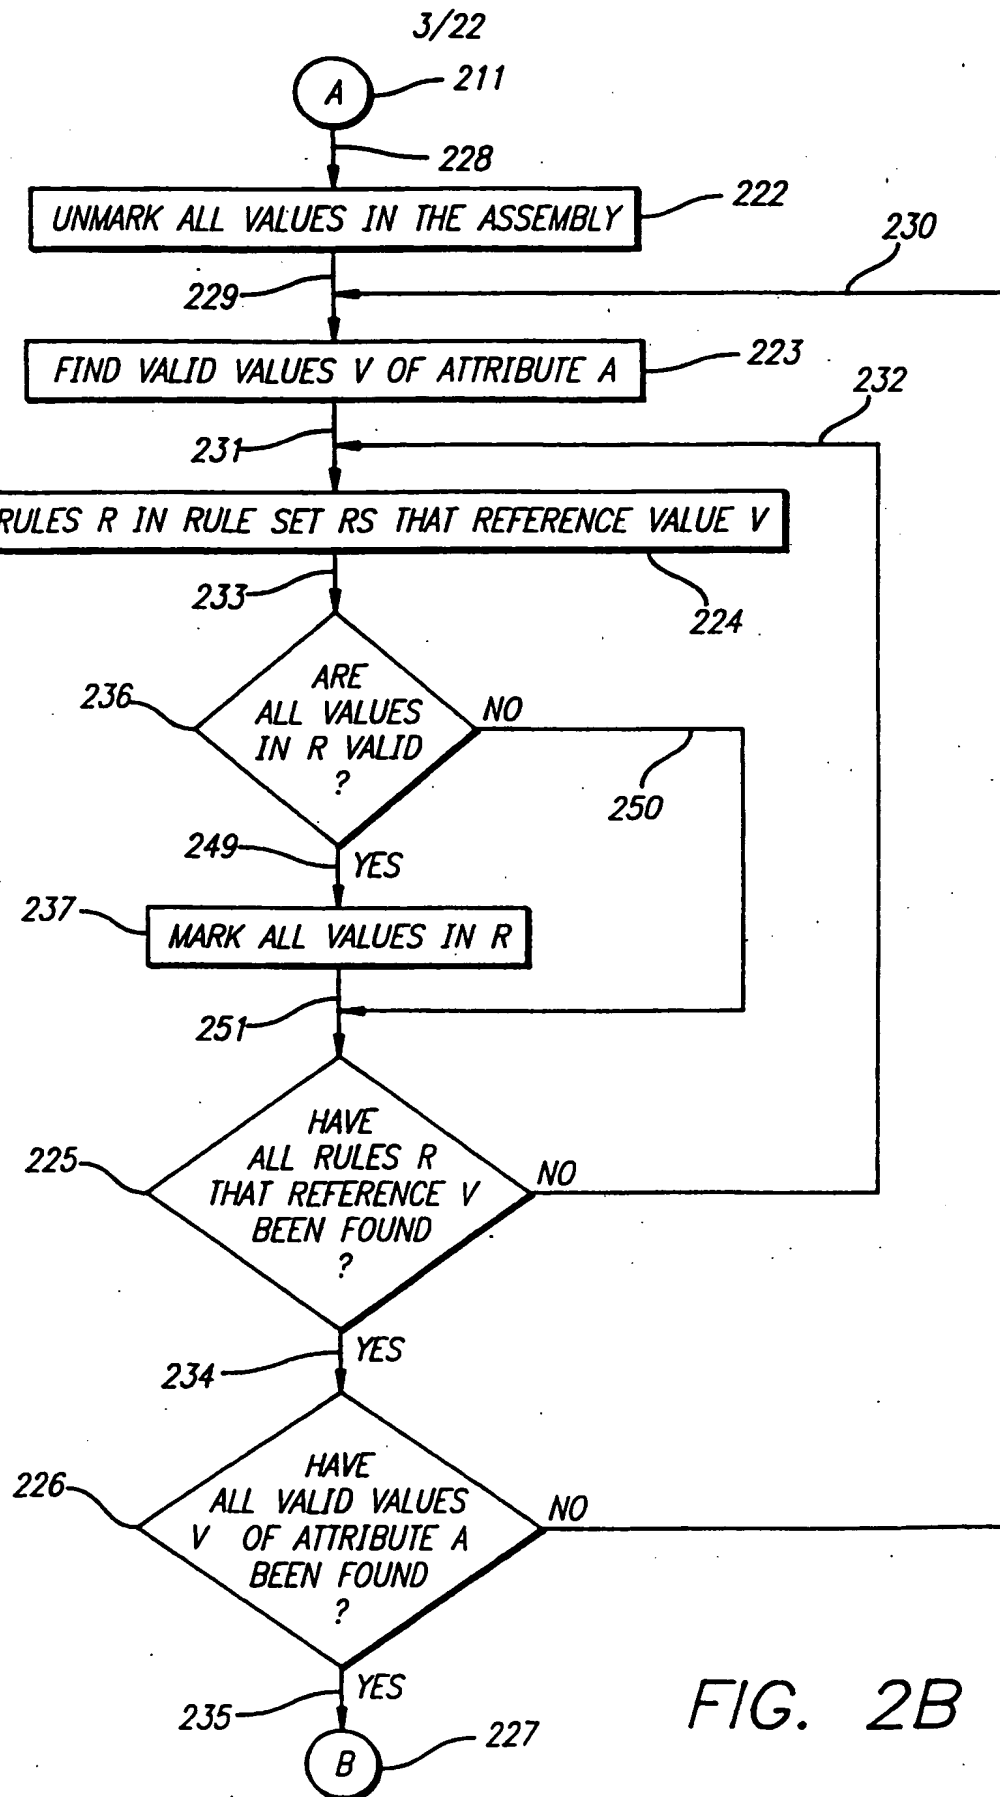 3/22
A
211
228
UNMARK ALL VALUES IN THE ASSEMBLY
222
230
229
FIND VALID VALUES V OF ATTRIBUTE A
223
232
231
RULES R IN RULE SET RS THAT REFERENCE VALUE V
233
224
236
ARE
ALL VALUES
IN R VALID
?
NO
250
249
YES
237
MARK ALL VALUES IN R
251
225
HAVE
ALL RULES R
THAT REFERENCE V
BEEN FOUND
?
NO
YES
234
226
HAVE
ALL VALID VALUES
V OF ATTRIBUTE A
BEEN FOUND
?
NO
YES
235
B
227
FIG. 2B